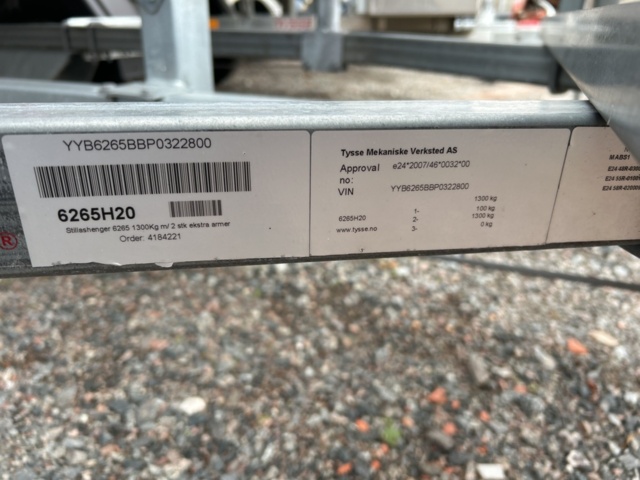 YYB6265BBP0322800
6265H20
Stillashenger 6265 1300Kg m/ 2 stk ekstra armer
Order: 4184221
®
Tysse Mekaniske Verksted AS
Approval no: e24*2007/46*0032*00
VIN YYB6265BBP0322800
1300 kg
1- 100 kg
6265H20 2- 1300 kg
www.tysse.no 3- 0 kg